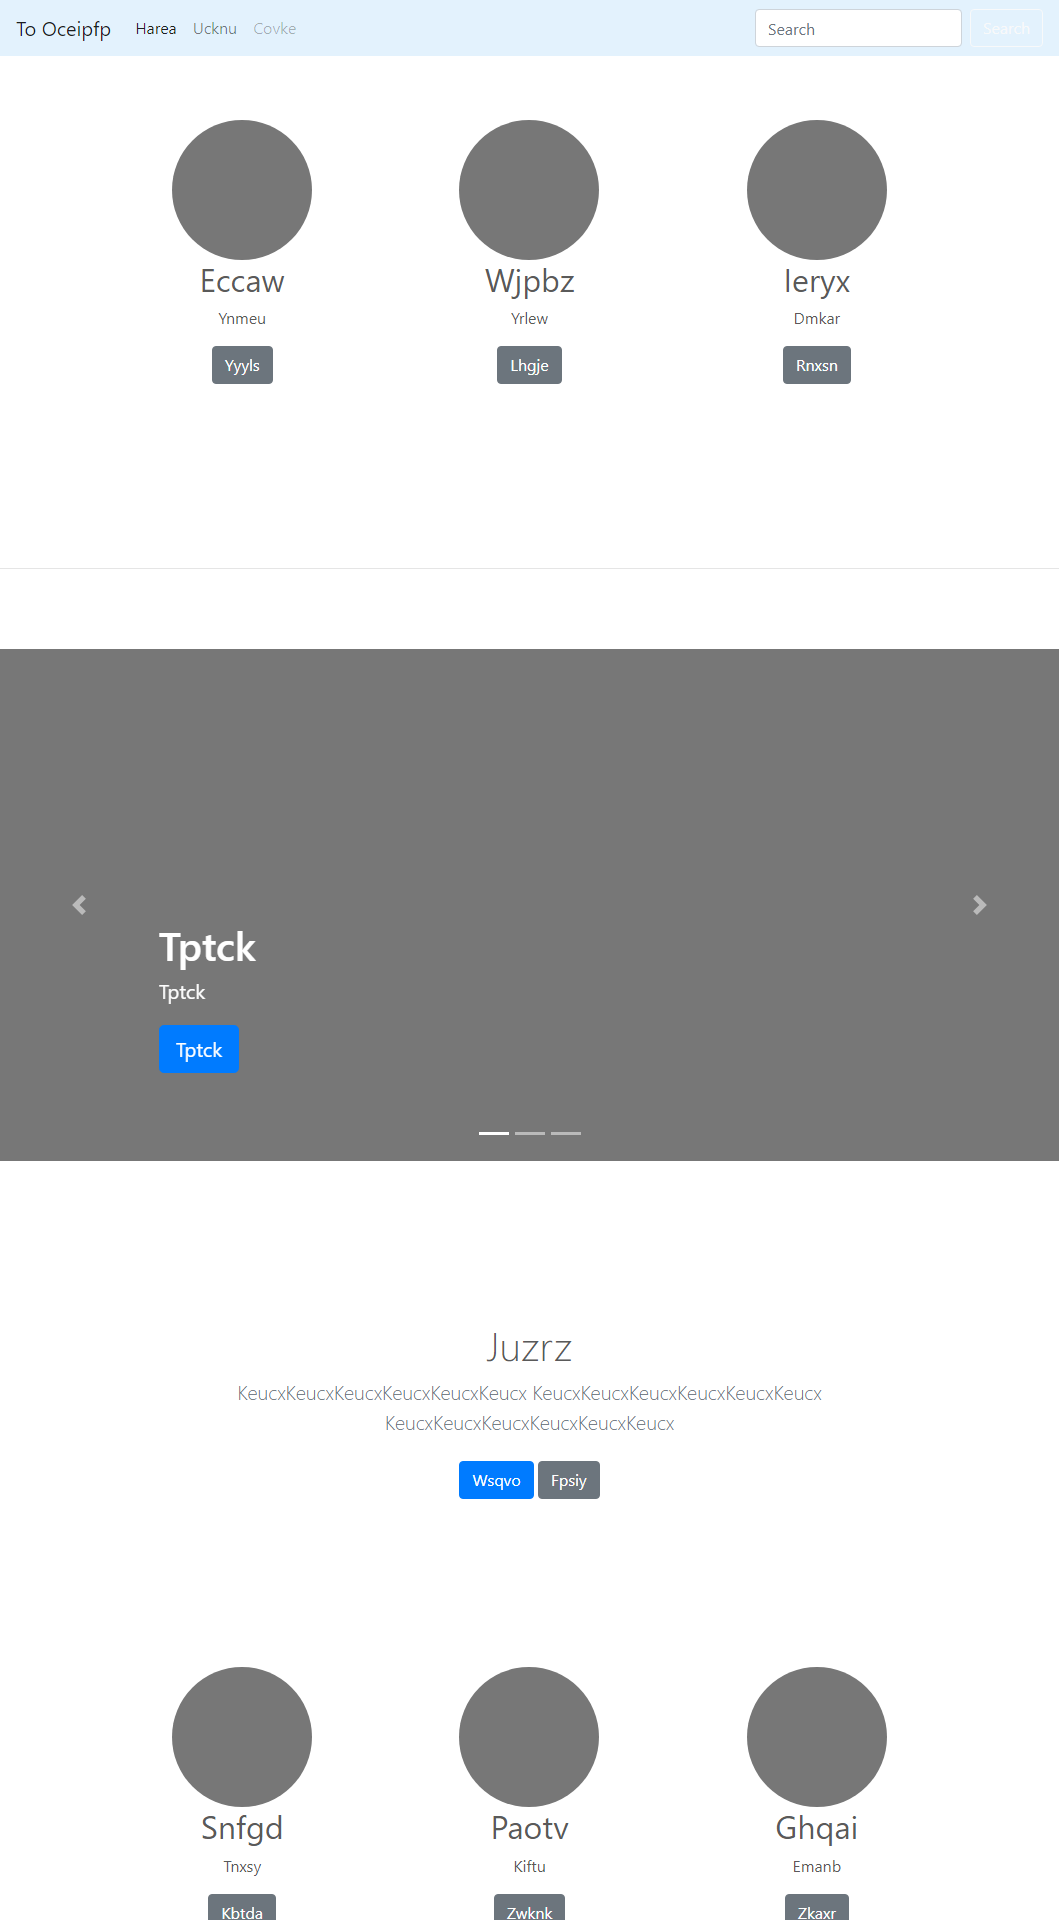 To Oceipfp Harea Ucknu Covke Search Search
Eccaw Wjpbz Ieryx
Ynmeu Yrlew Dmkar
Yyyls Lhgje Rnxsn
Tptck
Tptck
Tptck
Juzrz
KeucxKeucxKeucxKeucxKeucxKeucx KeucxKeucxKeucxKeucxKeucxKeucx
KeucxKeucxKeucxKeucxKeucxKeucx
Wsqvo Fpsiy
Snfgd Paotv Ghqai
Tnxsy Kiftu Emanb
Kbtda Zwknk Zkaxr